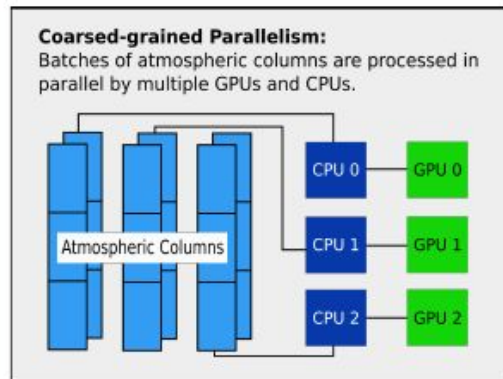 Coarsed-grained Parallelism:
Batches of atmospheric columns are processed in
parallel by multiple GPUs and CPUs.
CPU 0
GPU 0
Atmospheric Columns
CPU 1
GPU 1
CPU 2
GPU 2